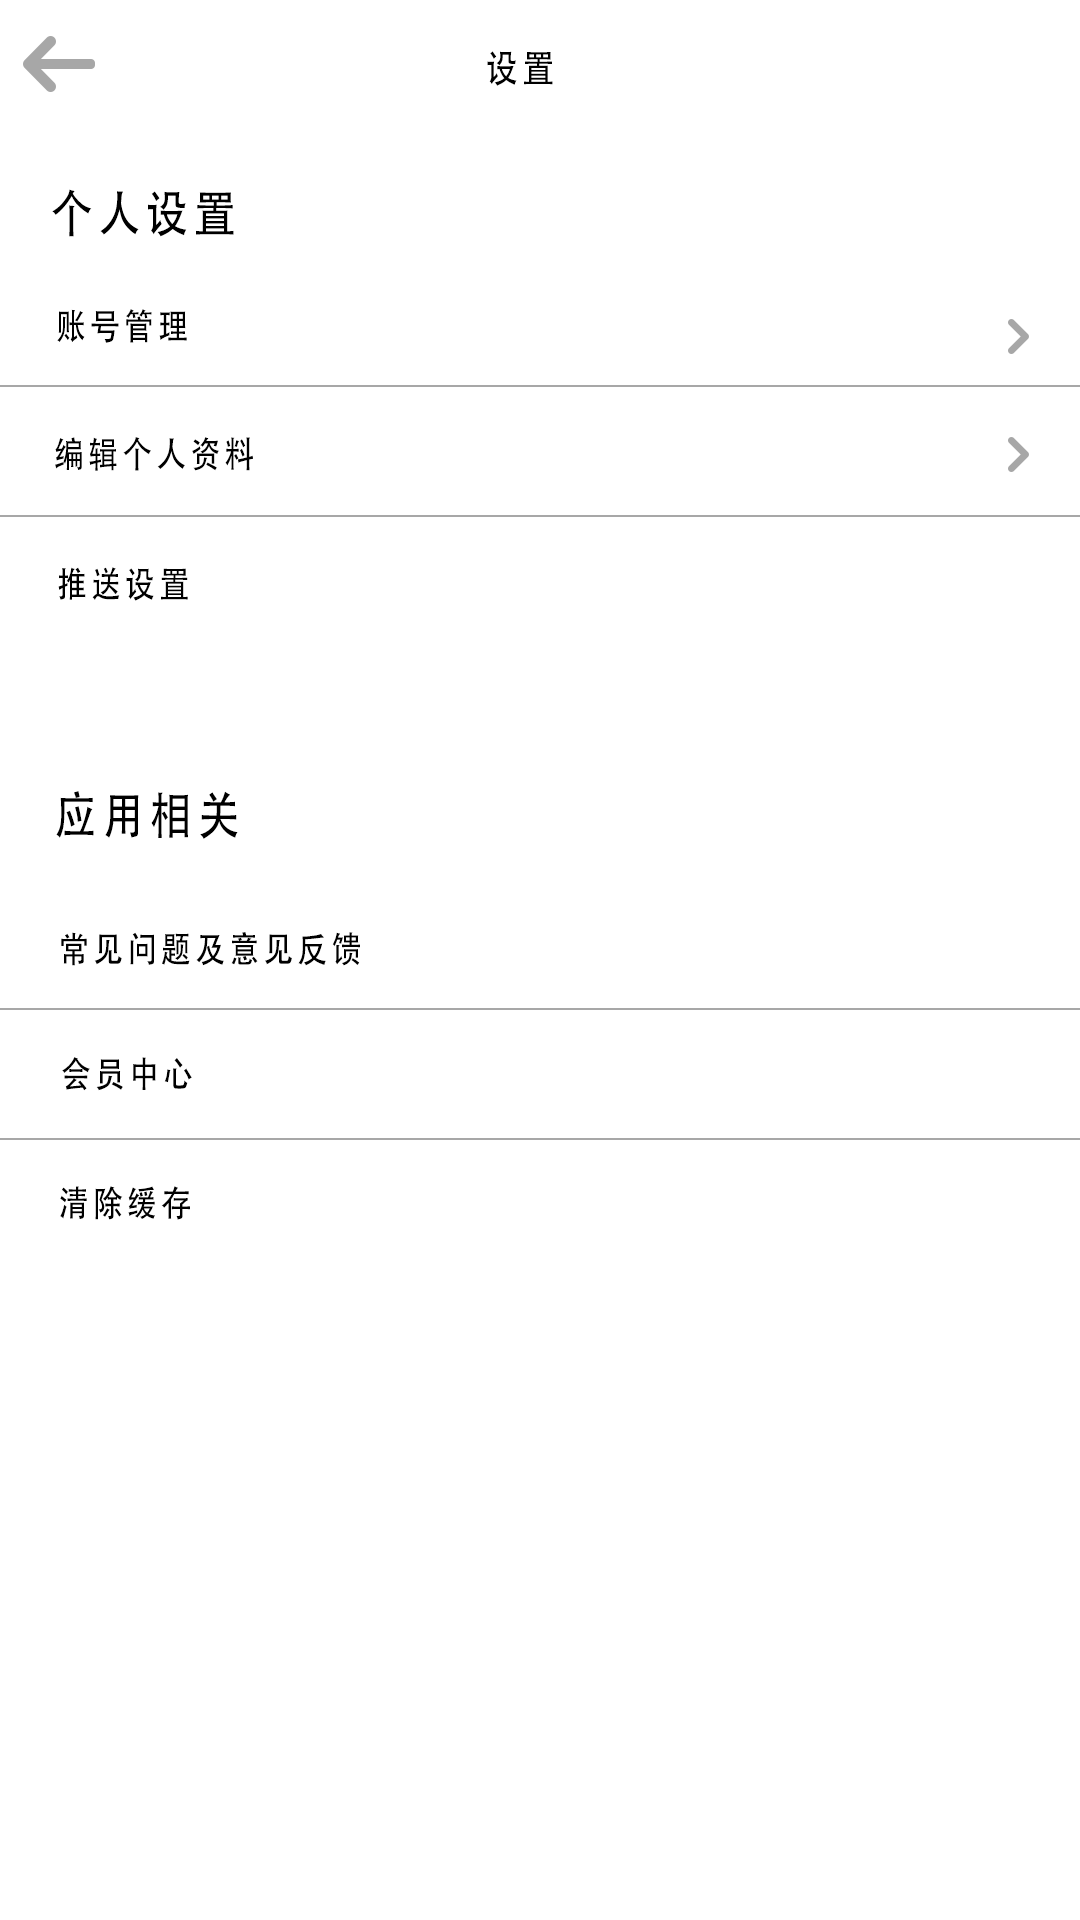 设置
个人设置
账号管理
编辑个人资料
推送设置
应用相关
常见问题及意见反馈
会员中心
清除缓存